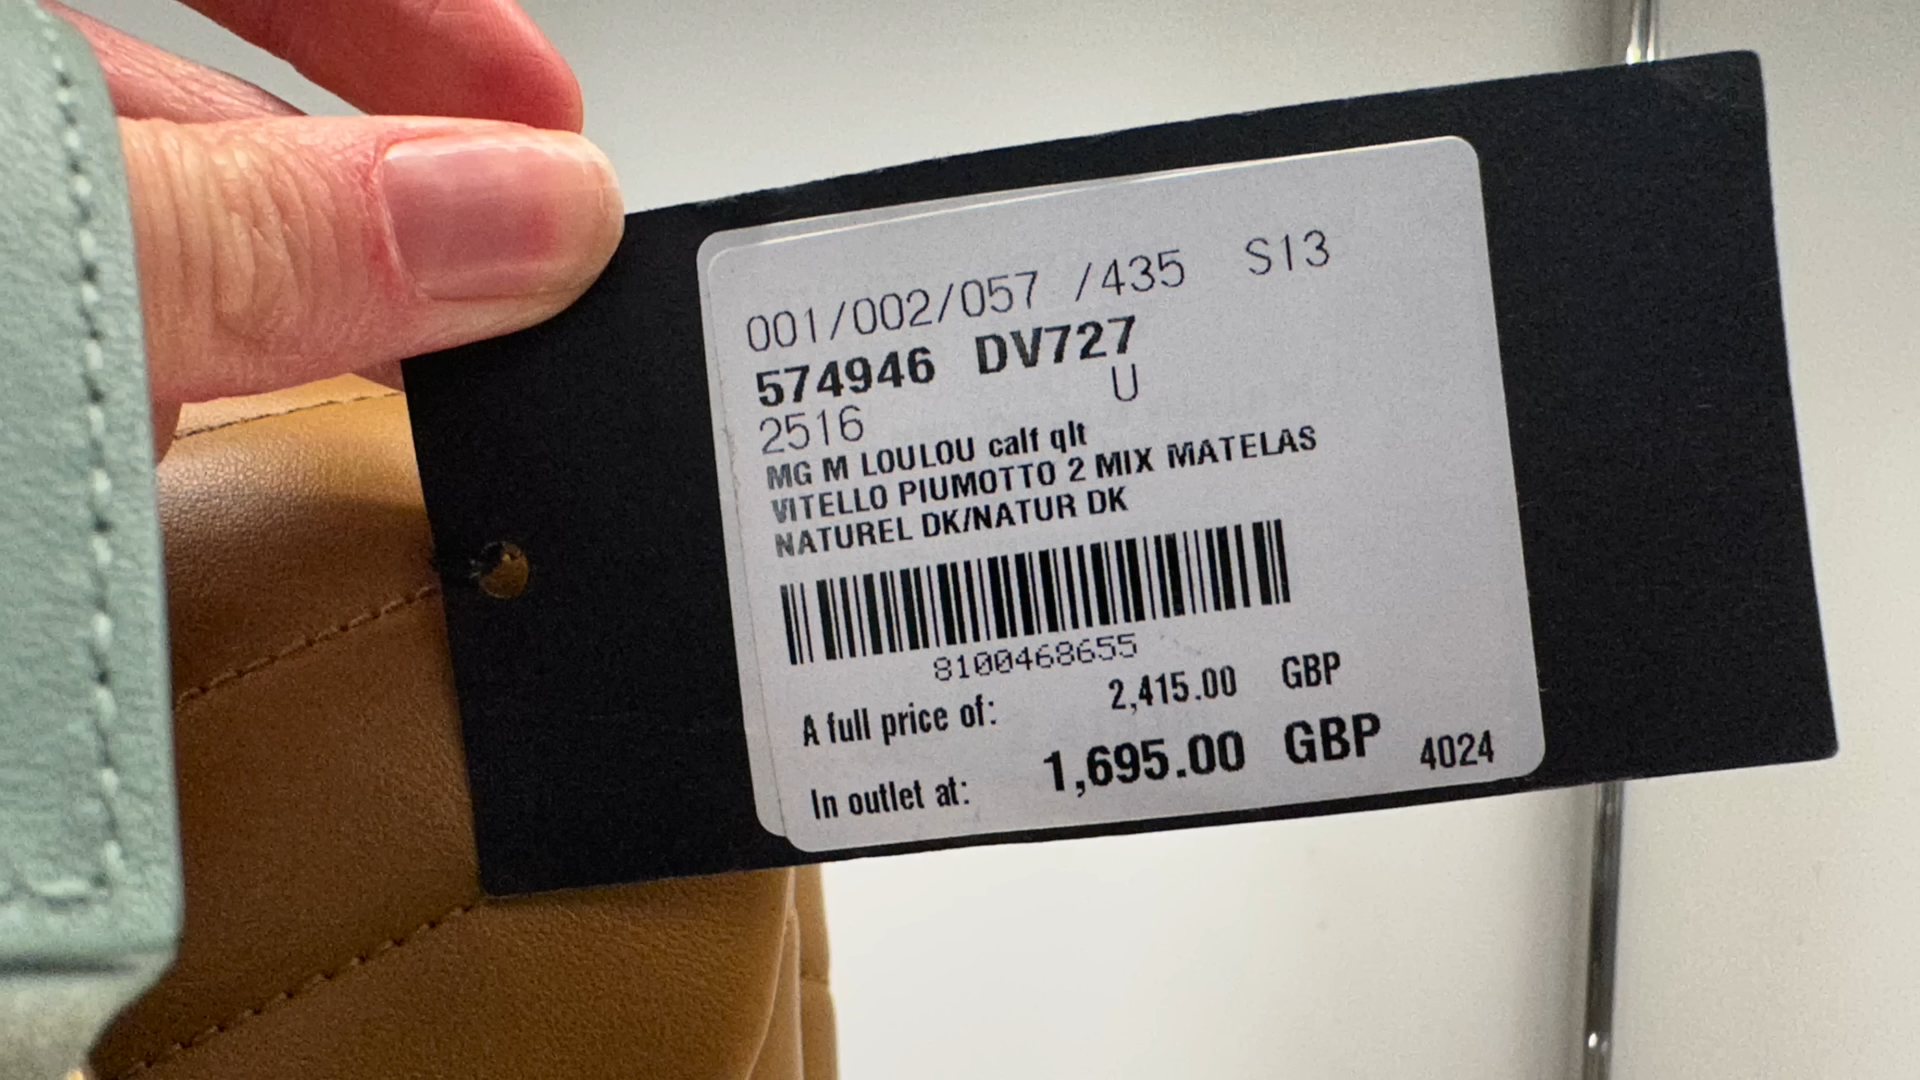 001/002/057 /435 S13
574946 DV727
2516 U
MG M LOULOU calf qlt
VITELLO PIUMOTTO 2 MIX MATELAS
NATUREL DK/NATUR DK
8100468655
A full price of: 2,415.00 GBP
In outlet at: 1,695.00 GBP 4024